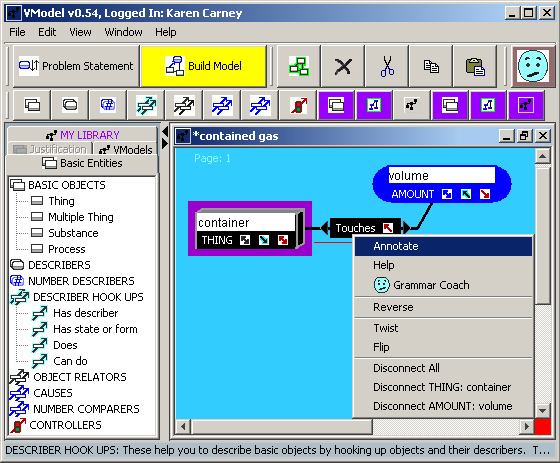 VModel v0.54, Logged In: Karen Carney
File Edit View Window Help
Problem Statement
Build Model
MY LIBRARY
Justification
VModels
Basic Entities
BASIC OBJECTS
Thing
Multiple Thing
Substance
Process
DESCRIBERS
NUMBER DESCRIBERS
DESCRIBER HOOK UPS
Has describer
Has state or form
Does
Can do
OBJECT RELATORS
CAUSES
NUMBER COMPARERS
CONTROLLERS
*contained gas
Page: 1
volume
AMOUNT
container
THING
Touches
Annotate
Help
Grammar Coach
Reverse
Twist
Flip
Disconnect All
Disconnect THING: container
Disconnect AMOUNT: volume
DESCRIBER HOOK UPS: These help you to describe basic objects by hooking up objects and their describers. T...